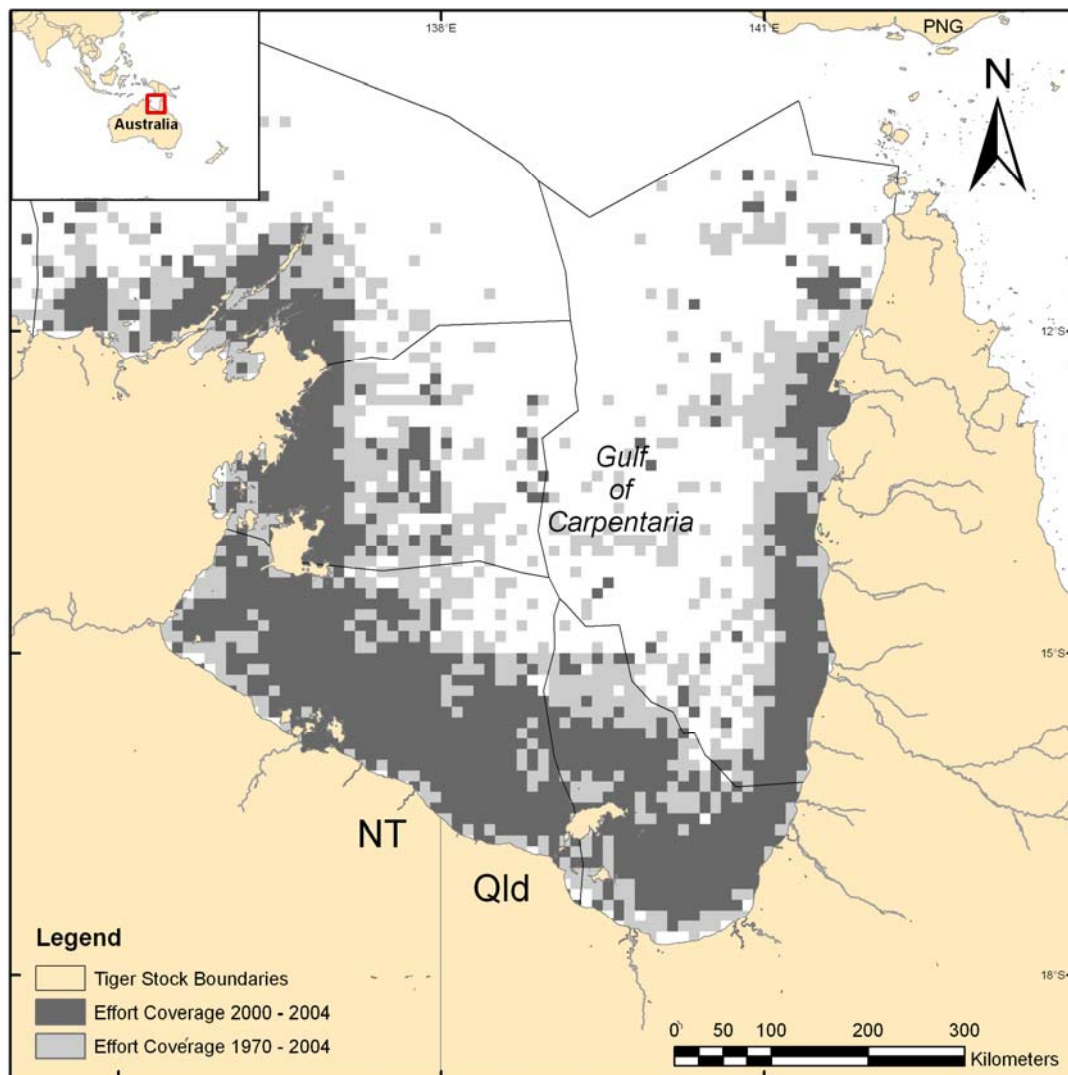 138°E
141°E
PNG
N
Australia
12°S
Gulf
of
Carpentaria
15°S
NT
Qld
18°S
Legend
Tiger Stock Boundaries
Effort Coverage 2000 - 2004
Effort Coverage 1970 - 2004
0 50 100 200 300
Kilometers